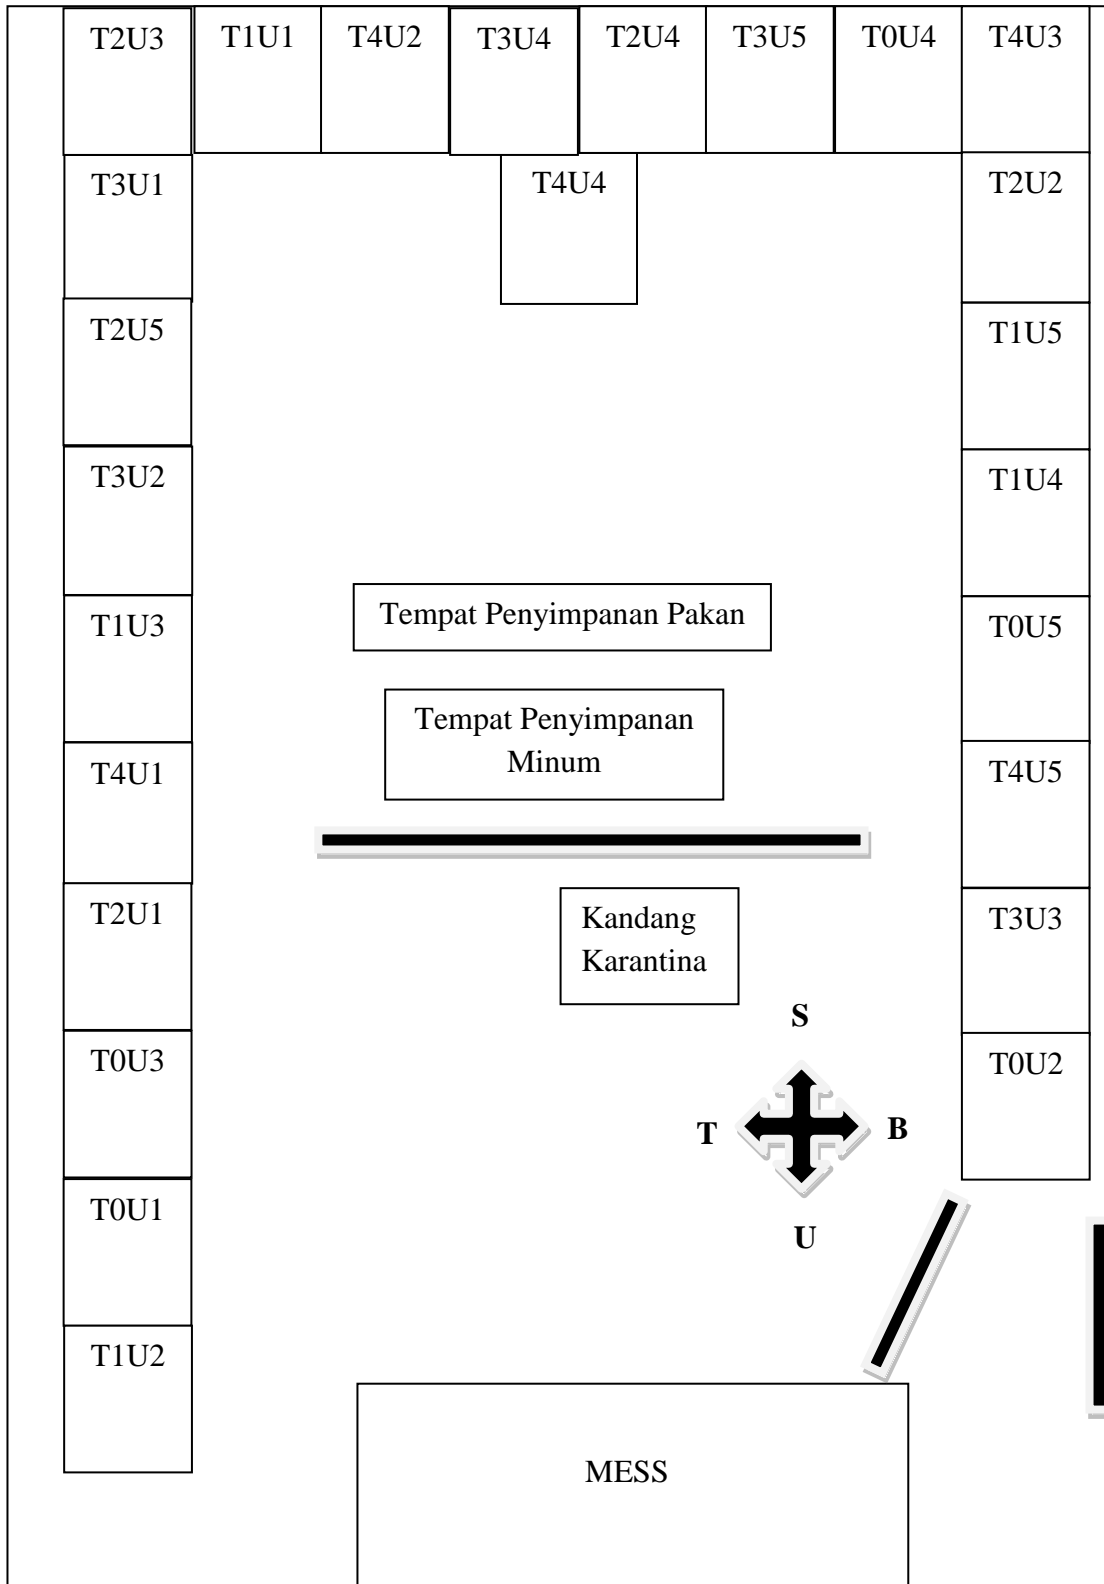 T2U3
T1U1
T4U2
T3U4
T2U4
T3U5
T0U4
T4U3
T3U1
T4U4
T2U2
T2U5
T1U5
T3U2
T1U4
Tempat Penyimpanan Pakan
T1U3
T0U5
Tempat Penyimpanan
Minum
T4U1
T4U5
T2U1
Kandang
Karantina
T3U3
S
T0U3
T0U2
T
B
T0U1
U
T1U2
MESS